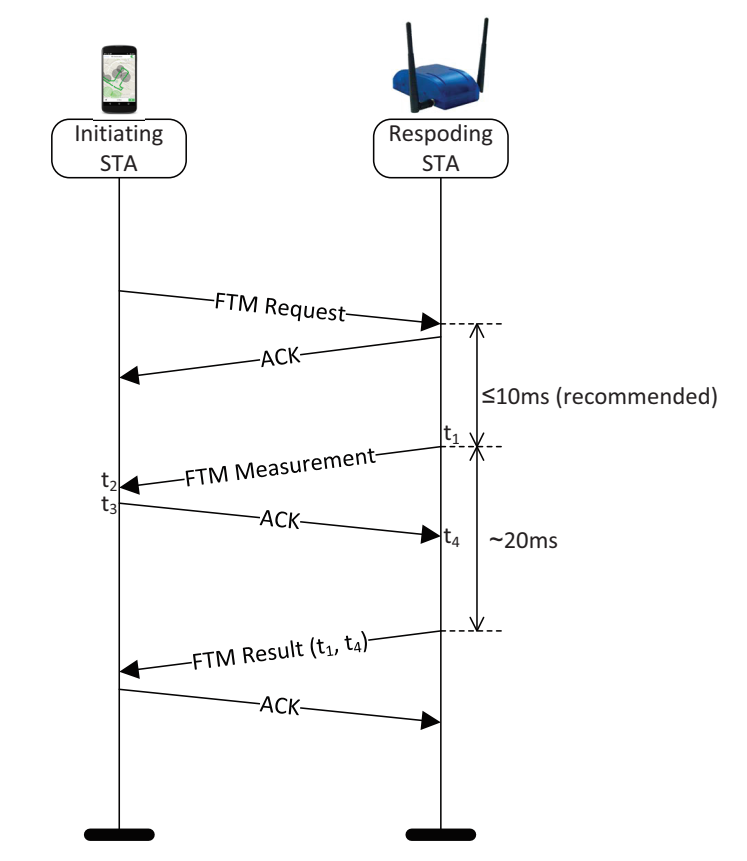 Initiating
STA
Respoding
STA
FTM Request
ACK
≤10ms (recommended)
t₁
FTM Measurement
t₂
t₃
ACK
t₄
~20ms
FTM Result (t₁, t₄)
ACK